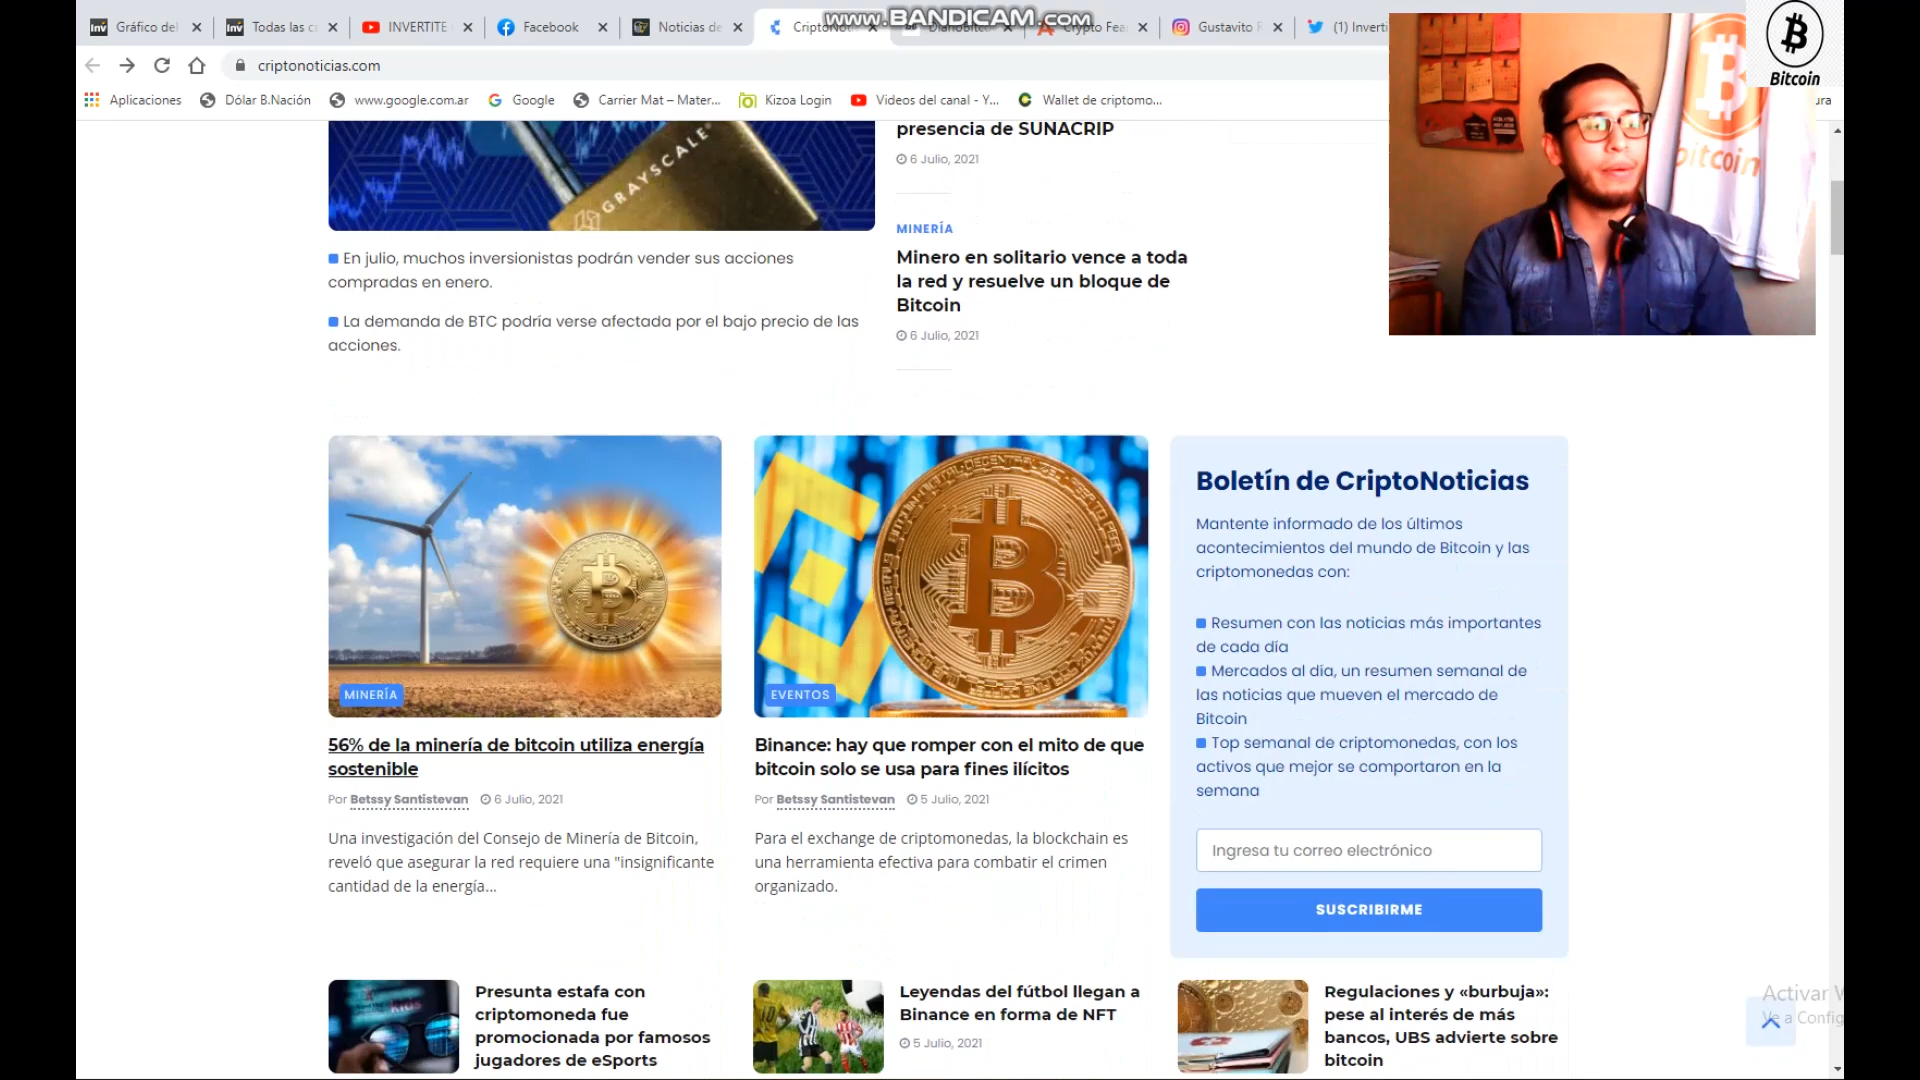 www.BANDICAM.com
Gráfico del
Todas las c
INVERTITE
Facebook
Noticias de
CriptoNoti
Crypto Fea
Gustavito R
(1) Inverti
Bitcoin
criptonoticias.com
Aplicaciones
Dólar B.Nación
www.google.com.ar
Google
Carrier Mat – Mater...
Kizoa Login
Videos del canal - Y...
Wallet de criptomo...
ura
bitcoin
GRAYSCALE
presencia de SUNACRIP
6 Julio, 2021
En julio, muchos inversionistas podrán vender sus acciones
compradas en enero.
La demanda de BTC podría verse afectada por el bajo precio de las
acciones.
MINERÍA
Minero en solitario vence a toda
la red y resuelve un bloque de
Bitcoin
6 Julio, 2021
MINERÍA
56% de la minería de bitcoin utiliza energía
sostenible
Por Betssy Santistevan 6 Julio, 2021
Una investigación del Consejo de Minería de Bitcoin,
reveló que asegurar la red requiere una "insignificante
cantidad de la energía...
EVENTOS
Binance: hay que romper con el mito de que
bitcoin solo se usa para fines ilícitos
Por Betssy Santistevan 5 Julio, 2021
Para el exchange de criptomonedas, la blockchain es
una herramienta efectiva para combatir el crimen
organizado.
Boletín de CriptoNoticias
Mantente informado de los últimos
acontecimientos del mundo de Bitcoin y las
criptomonedas con:
Resumen con las noticias más importantes
de cada día
Mercados al día, un resumen semanal de
las noticias que mueven el mercado de
Bitcoin
Top semanal de criptomonedas, con los
activos que mejor se comportaron en la
semana
Ingresa tu correo electrónico
SUSCRIBIRME
Presunta estafa con
criptomoneda fue
promocionada por famosos
jugadores de eSports
Leyendas del fútbol llegan a
Binance en forma de NFT
5 Julio, 2021
Regulaciones y «burbuja»:
pese al interés de más
bancos, UBS advierte sobre
bitcoin
Activar W
Ve a Config